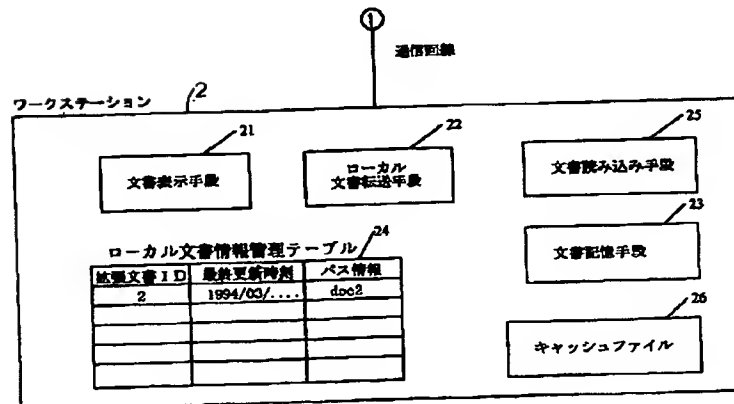 1
通信回線
ワークステーション 2
21
22
25
文書表示手段
ローカル
文書転送手段
文書読み込み手段
23
文書記憶手段
ローカル文書情報管理テーブル 24
拡張文書ID 最終更新時刻 パス情報
2 1994/03/.... doc2
26
キャッシュファイル